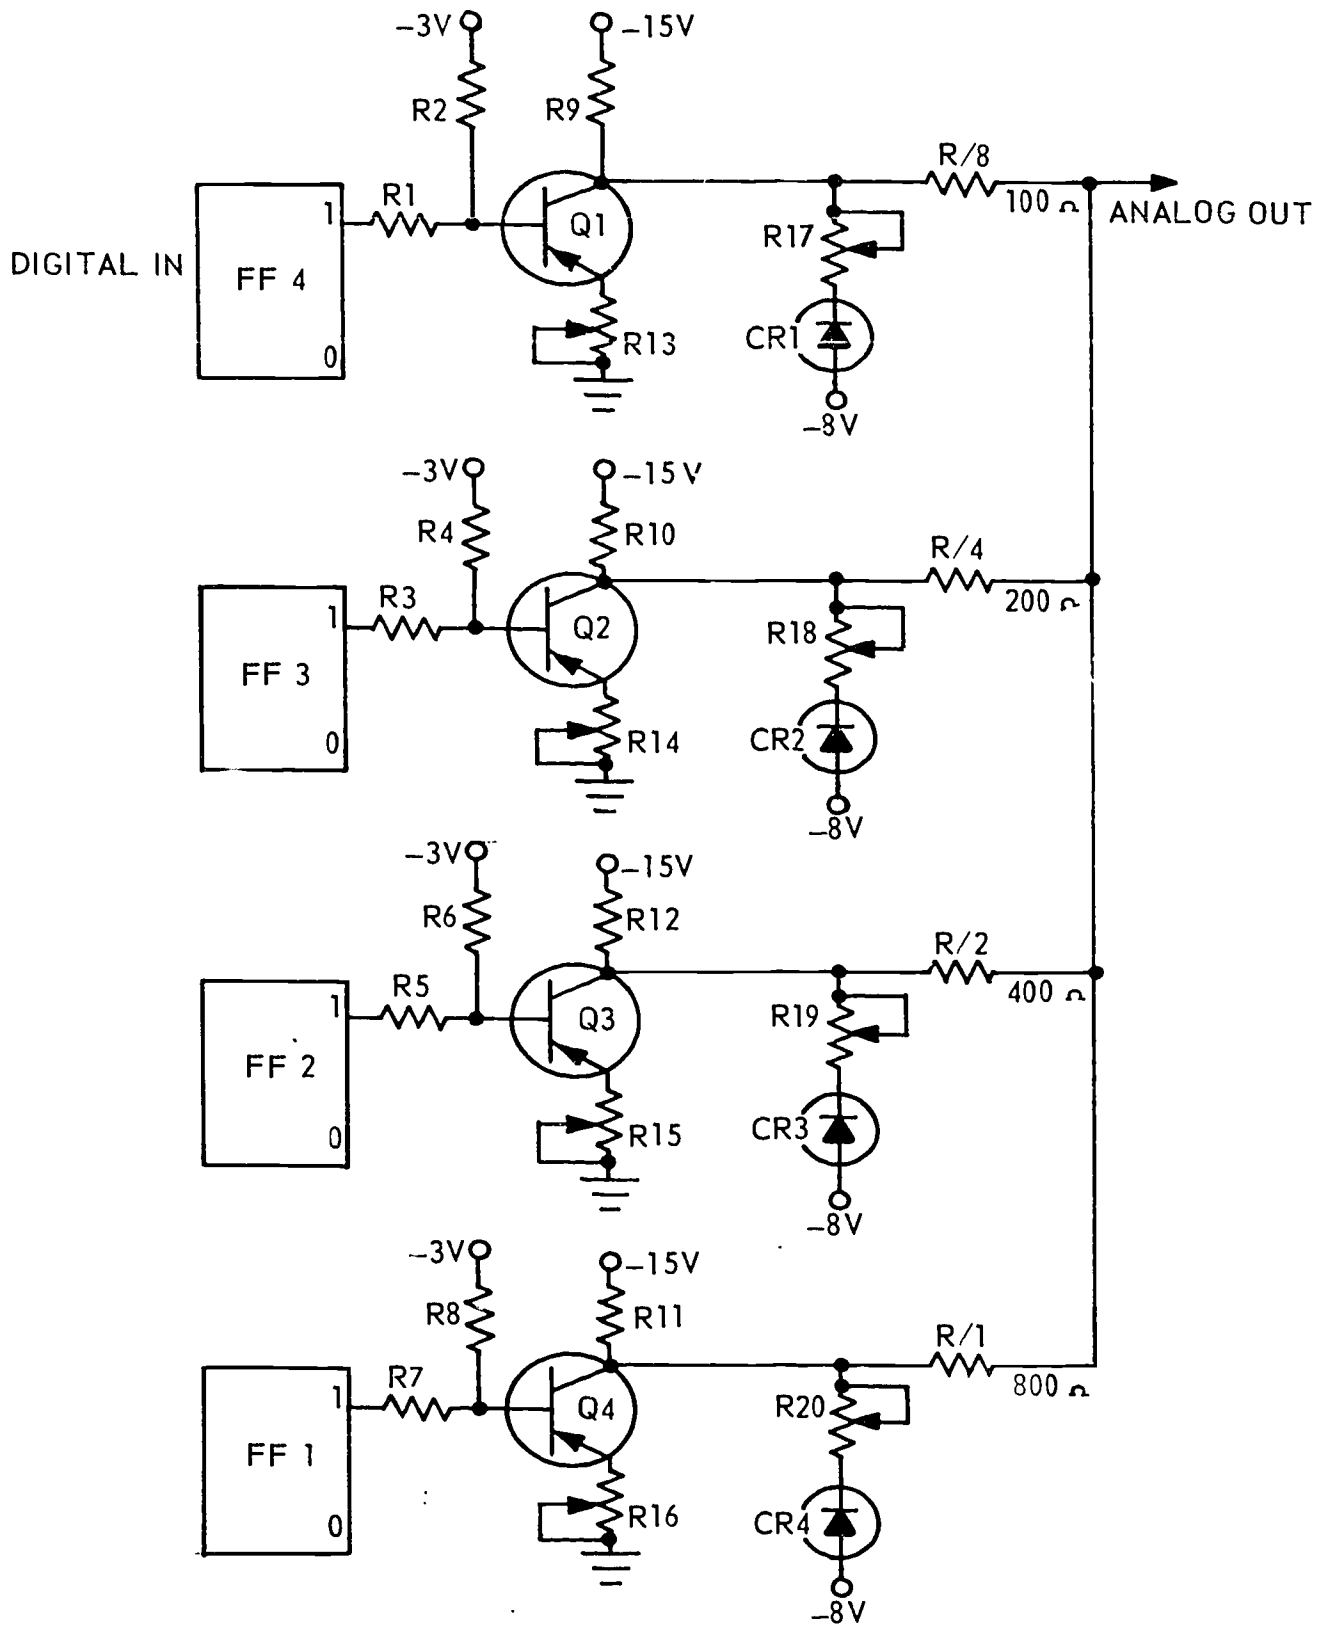 –3V
–15V
R2
R9
R/8
R1
1
Q1
100 Ω
ANALOG OUT
R17
DIGITAL IN
FF 4
R13
CR1
0
–8V
–3V
–15V
R4
R10
R/4
R3
1
Q2
200 Ω
R18
FF 3
R14
CR2
0
–8V
–3V
–15V
R6
R12
R/2
R5
1
Q3
400 Ω
R19
FF 2
R15
CR3
0
–8V
–3V
–15V
R8
R11
R/1
R7
1
Q4
800 Ω
R20
FF 1
R16
CR4
0
–8V